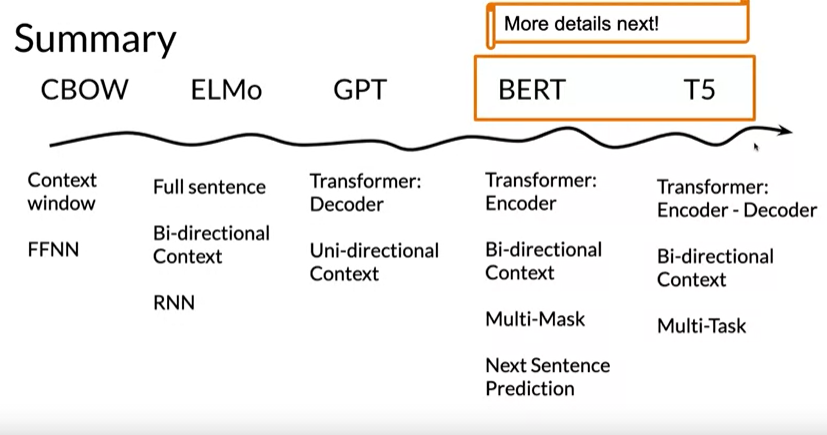 More details next!
Summary
CBOW ELMo GPT BERT T5
Context
window
FFNN
Full sentence
Bi-directional
Context
RNN
Transformer:
Decoder
Uni-directional
Context
Transformer:
Encoder
Bi-directional
Context
Multi-Mask
Next Sentence
Prediction
Transformer:
Encoder - Decoder
Bi-directional
Context
Multi-Task